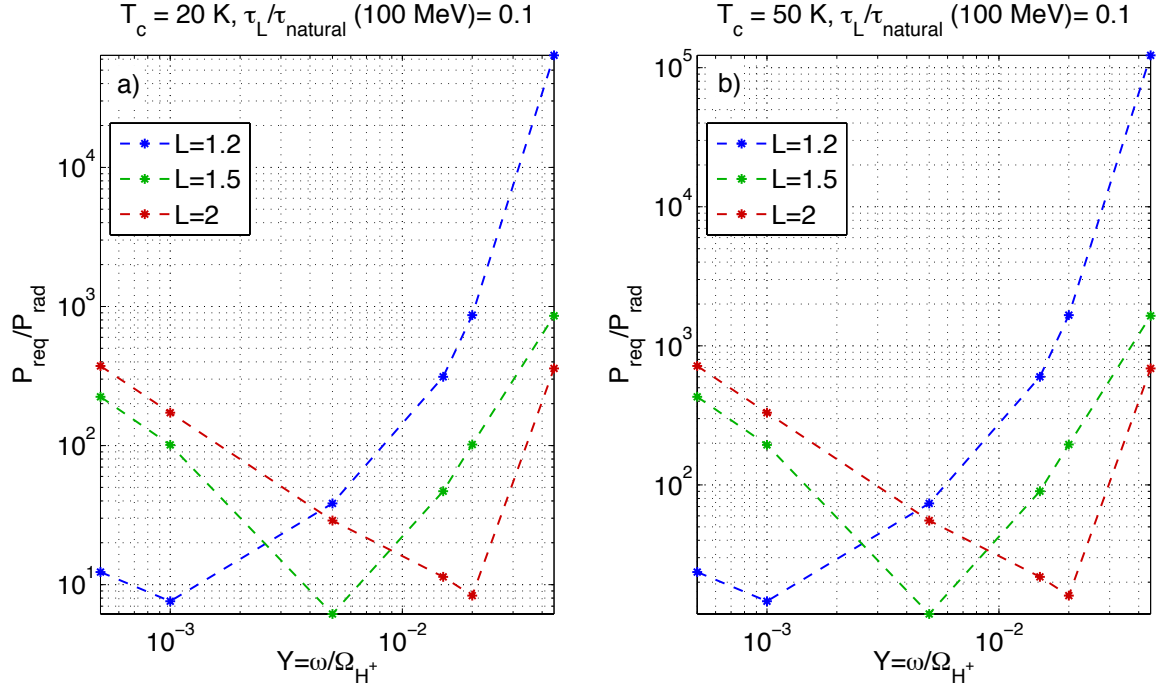 T_c = 20 K, τ_L/τ_natural (100 MeV)= 0.1
a)
L=1.2
L=1.5
L=2
10^4
10^3
10^2
10^1
P_req/P_rad
10^-3
10^-2
Y=ω/Ω_H^+
T_c = 50 K, τ_L/τ_natural (100 MeV)= 0.1
b)
L=1.2
L=1.5
L=2
10^5
10^4
10^3
10^2
P_req/P_rad
10^-3
10^-2
Y=ω/Ω_H^+